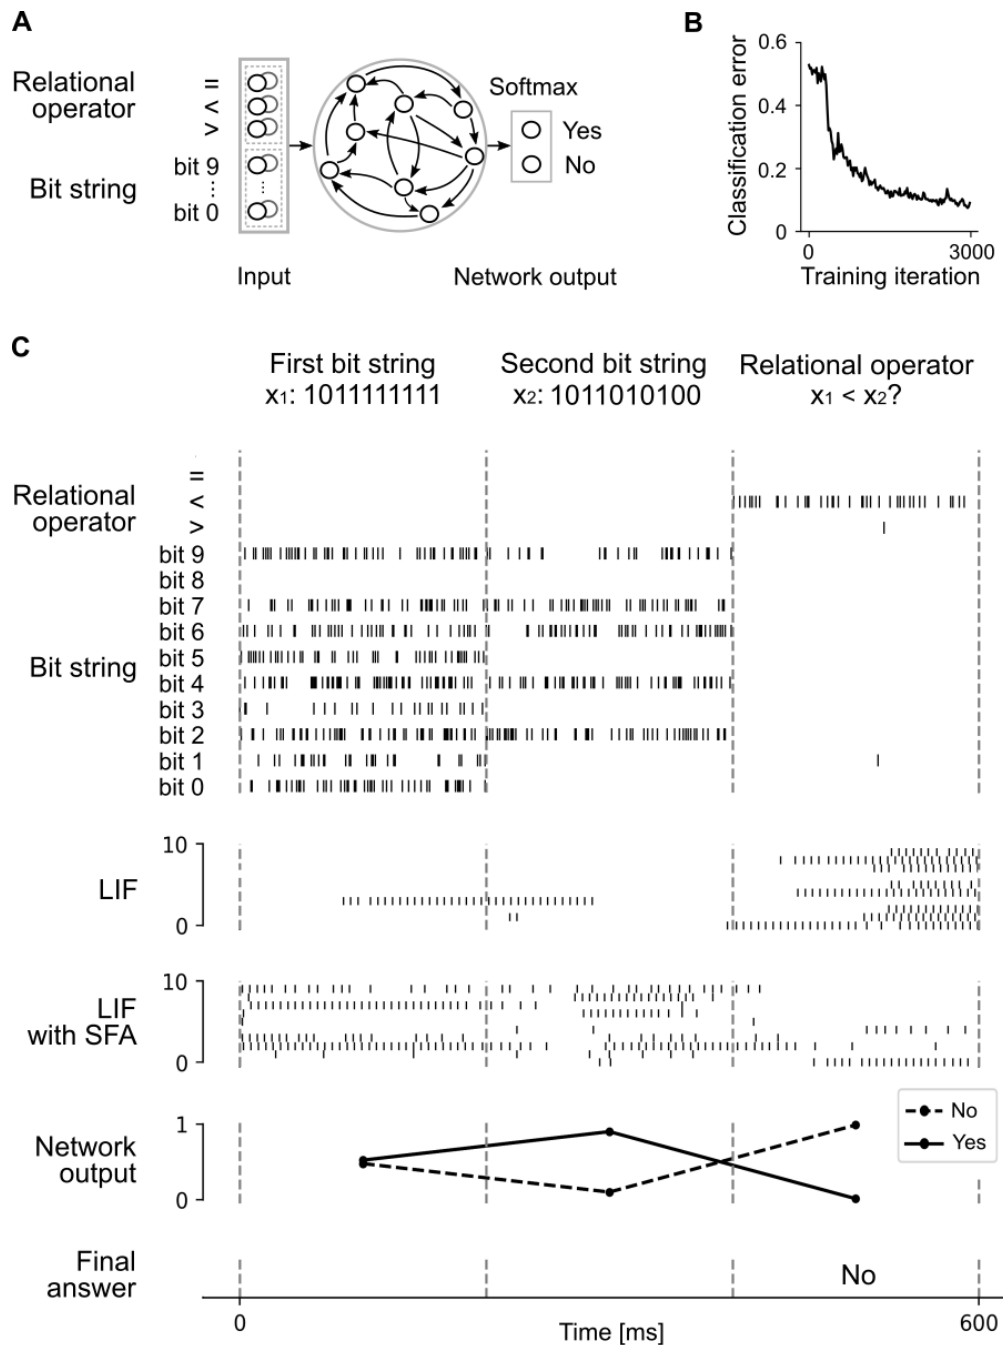 A
Relational
operator
=
<
>
Bit string
bit 9
⋮
bit 0
Input
Softmax
Yes
No
Network output
B
Classification error
0.6
0.4
0.2
0
0
3000
Training iteration
C
First bit string
x1: 1011111111
Second bit string
x2: 1011010100
Relational operator
x1 < x2?
Relational
operator
=
<
>
Bit string
bit 9
bit 8
bit 7
bit 6
bit 5
bit 4
bit 3
bit 2
bit 1
bit 0
LIF
10
0
LIF
with SFA
10
0
Network
output
1
0
No
Yes
Final
answer
No
0
Time [ms]
600